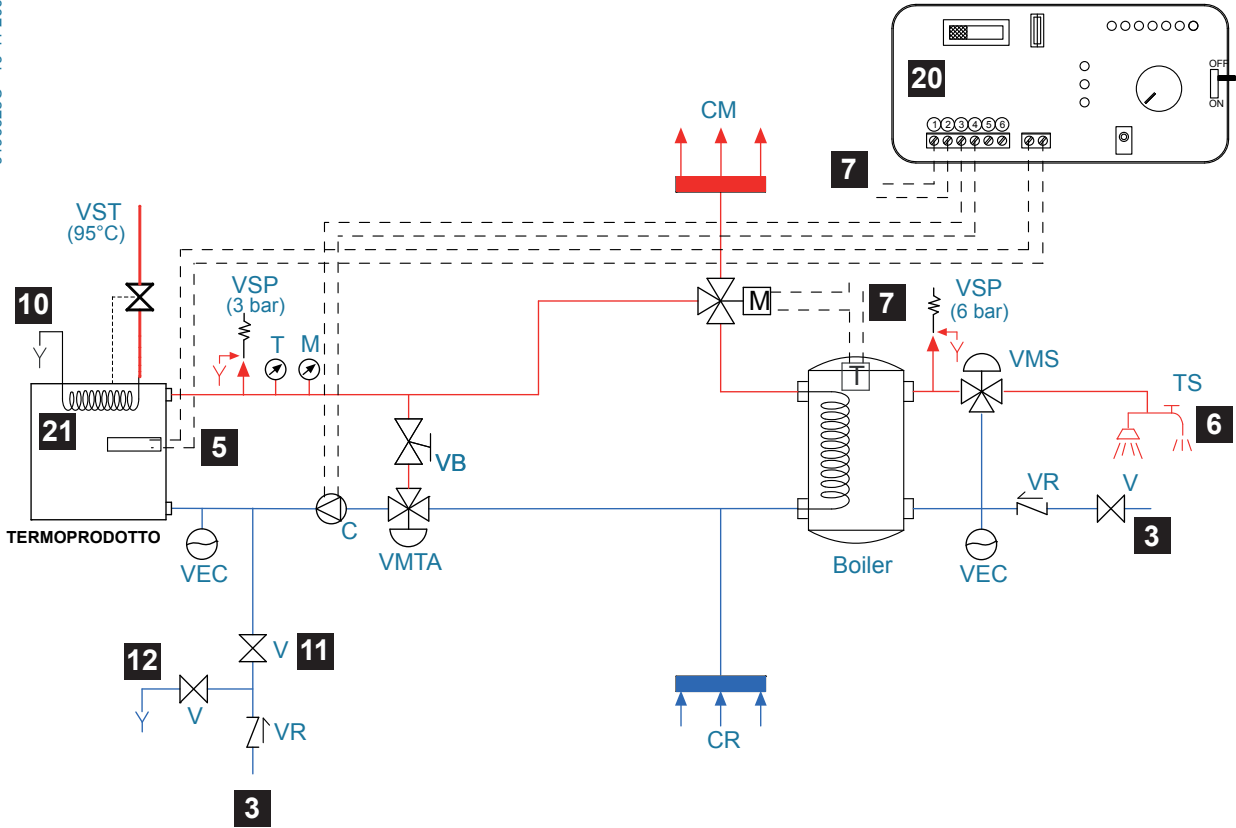 20
OFF
ON
1 2 3 4 5 6
CM
7
VST
(95°C)
10
VSP
(3 bar)
T M
M
7
VSP
(6 bar)
VMS
T
TS
6
21
5
VB
VR
V
3
TERMOPRODOTTO
VEC
C
VMTA
Boiler
VEC
V
11
12
V
VR
CR
3